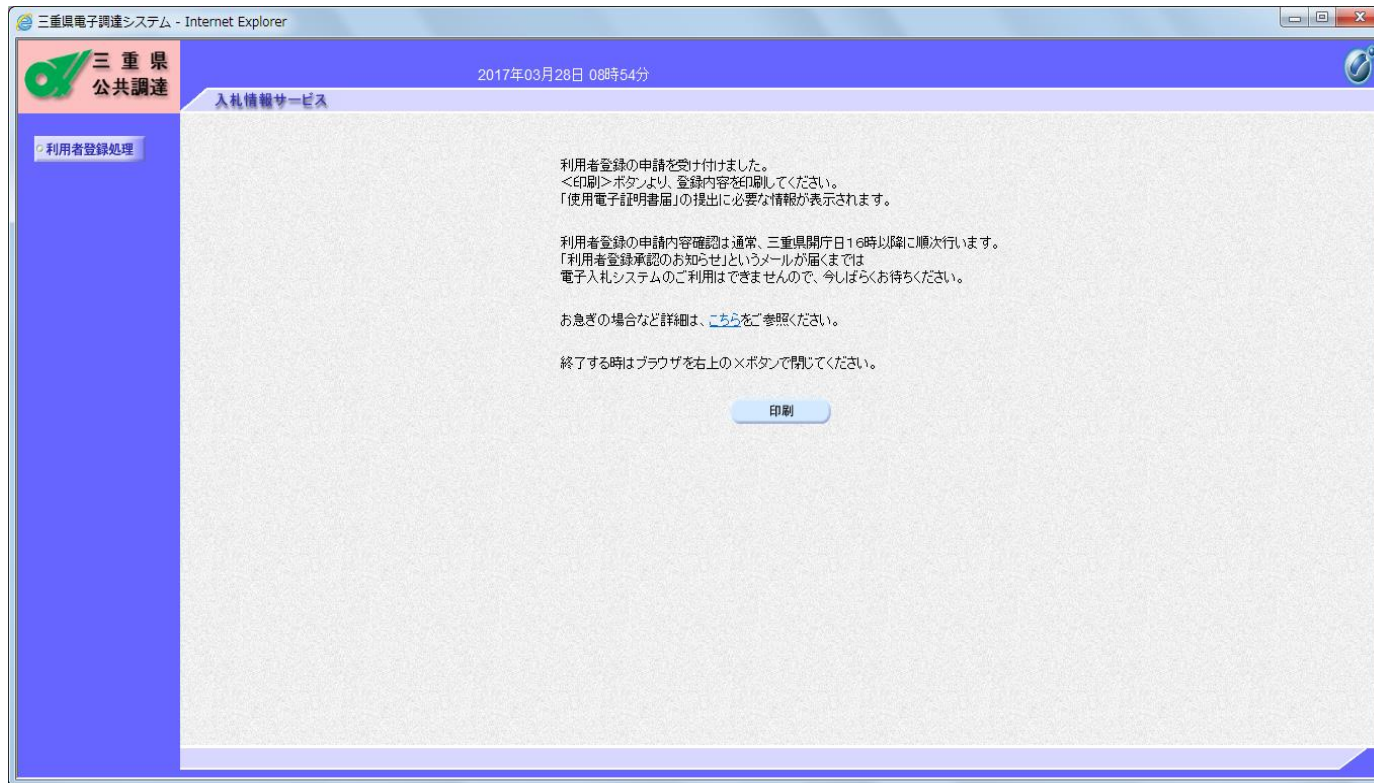 三重県電子調達システム - Internet Explorer
三重県
公共調達
2017年03月28日 08時54分
入札情報サービス
利用者登録処理
利用者登録の申請を受け付けました。
＜印刷＞ボタンより、登録内容を印刷してください。
「使用電子証明書届」の提出に必要な情報が表示されます。
利用者登録の申請内容確認は通常、三重県開庁日16時以降に順次行います。
「利用者登録承認のお知らせ」というメールが届くまでは
電子入札システムのご利用はできませんので、今しばらくお待ちください。
お急ぎの場合など詳細は、こちらをご参照ください。
終了する時はブラウザを右上の×ボタンで閉じてください。
印刷